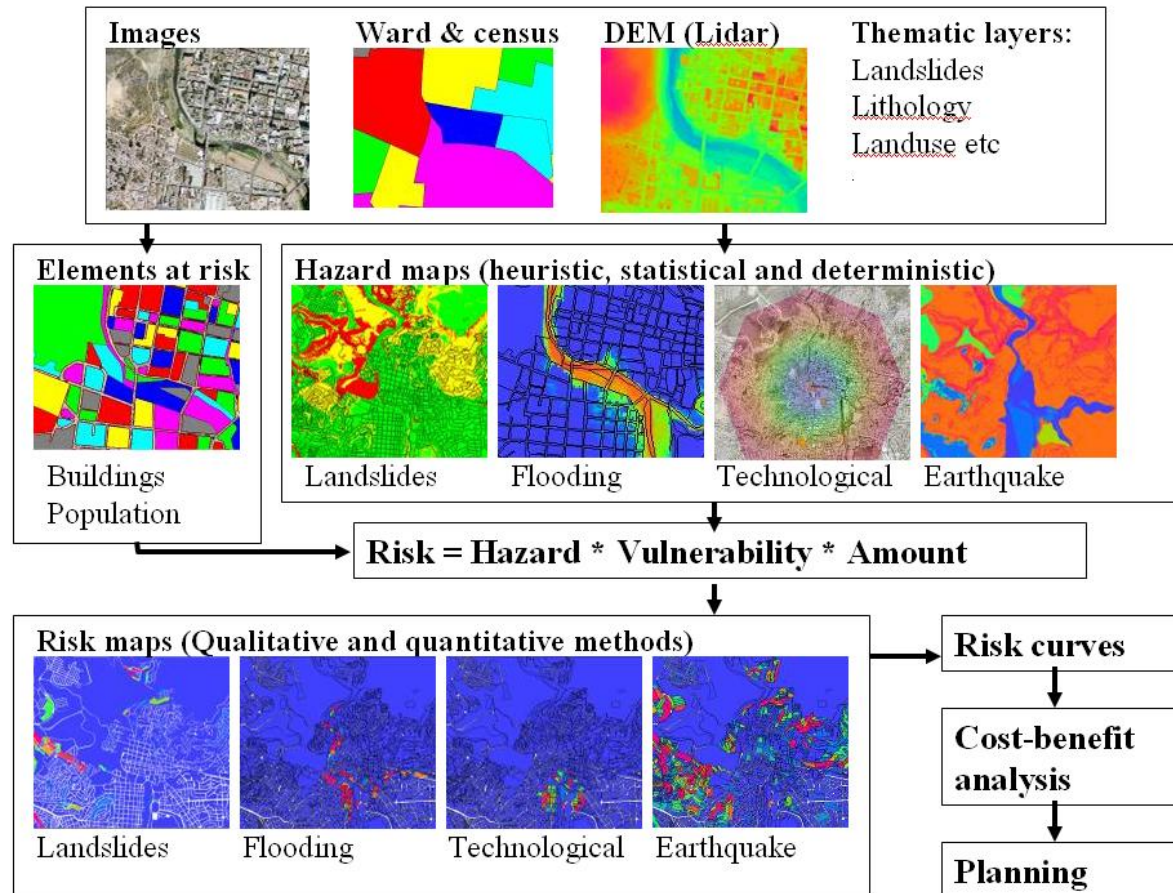 Images
Ward & census
DEM (Lidar)
Thematic layers:
Landslides
Lithology
Landuse etc
.
Elements at risk
Buildings
Population
Hazard maps (heuristic, statistical and deterministic)
Landslides
Flooding
Technological
Earthquake
Risk = Hazard * Vulnerability * Amount
Risk maps (Qualitative and quantitative methods)
Landslides
Flooding
Technological
Earthquake
Risk curves
Cost-benefit
analysis
Planning